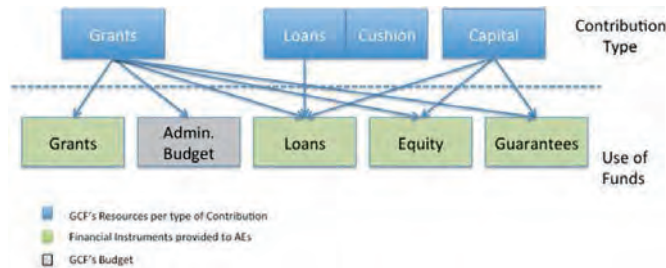 Grants
Loans
Cushion
Capital
Contribution
Type
Grants
Admin.
Budget
Loans
Equity
Guarantees
Use of
Funds
GCF's Resources per type of Contribution
Financial Instruments provided to AEs
GCF's Budget